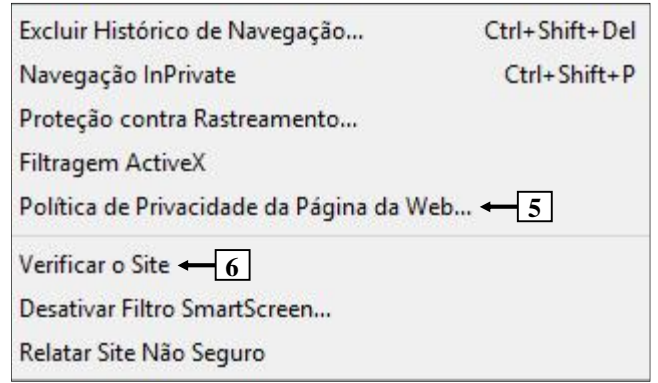 Excluir Histórico de Navegação... Ctrl+Shift+Del
Navegação InPrivate Ctrl+Shift+P
Proteção contra Rastreamento...
Filtragem ActiveX
Política de Privacidade da Página da Web... 5
Verificar o Site 6
Desativar Filtro SmartScreen...
Relatar Site Não Seguro